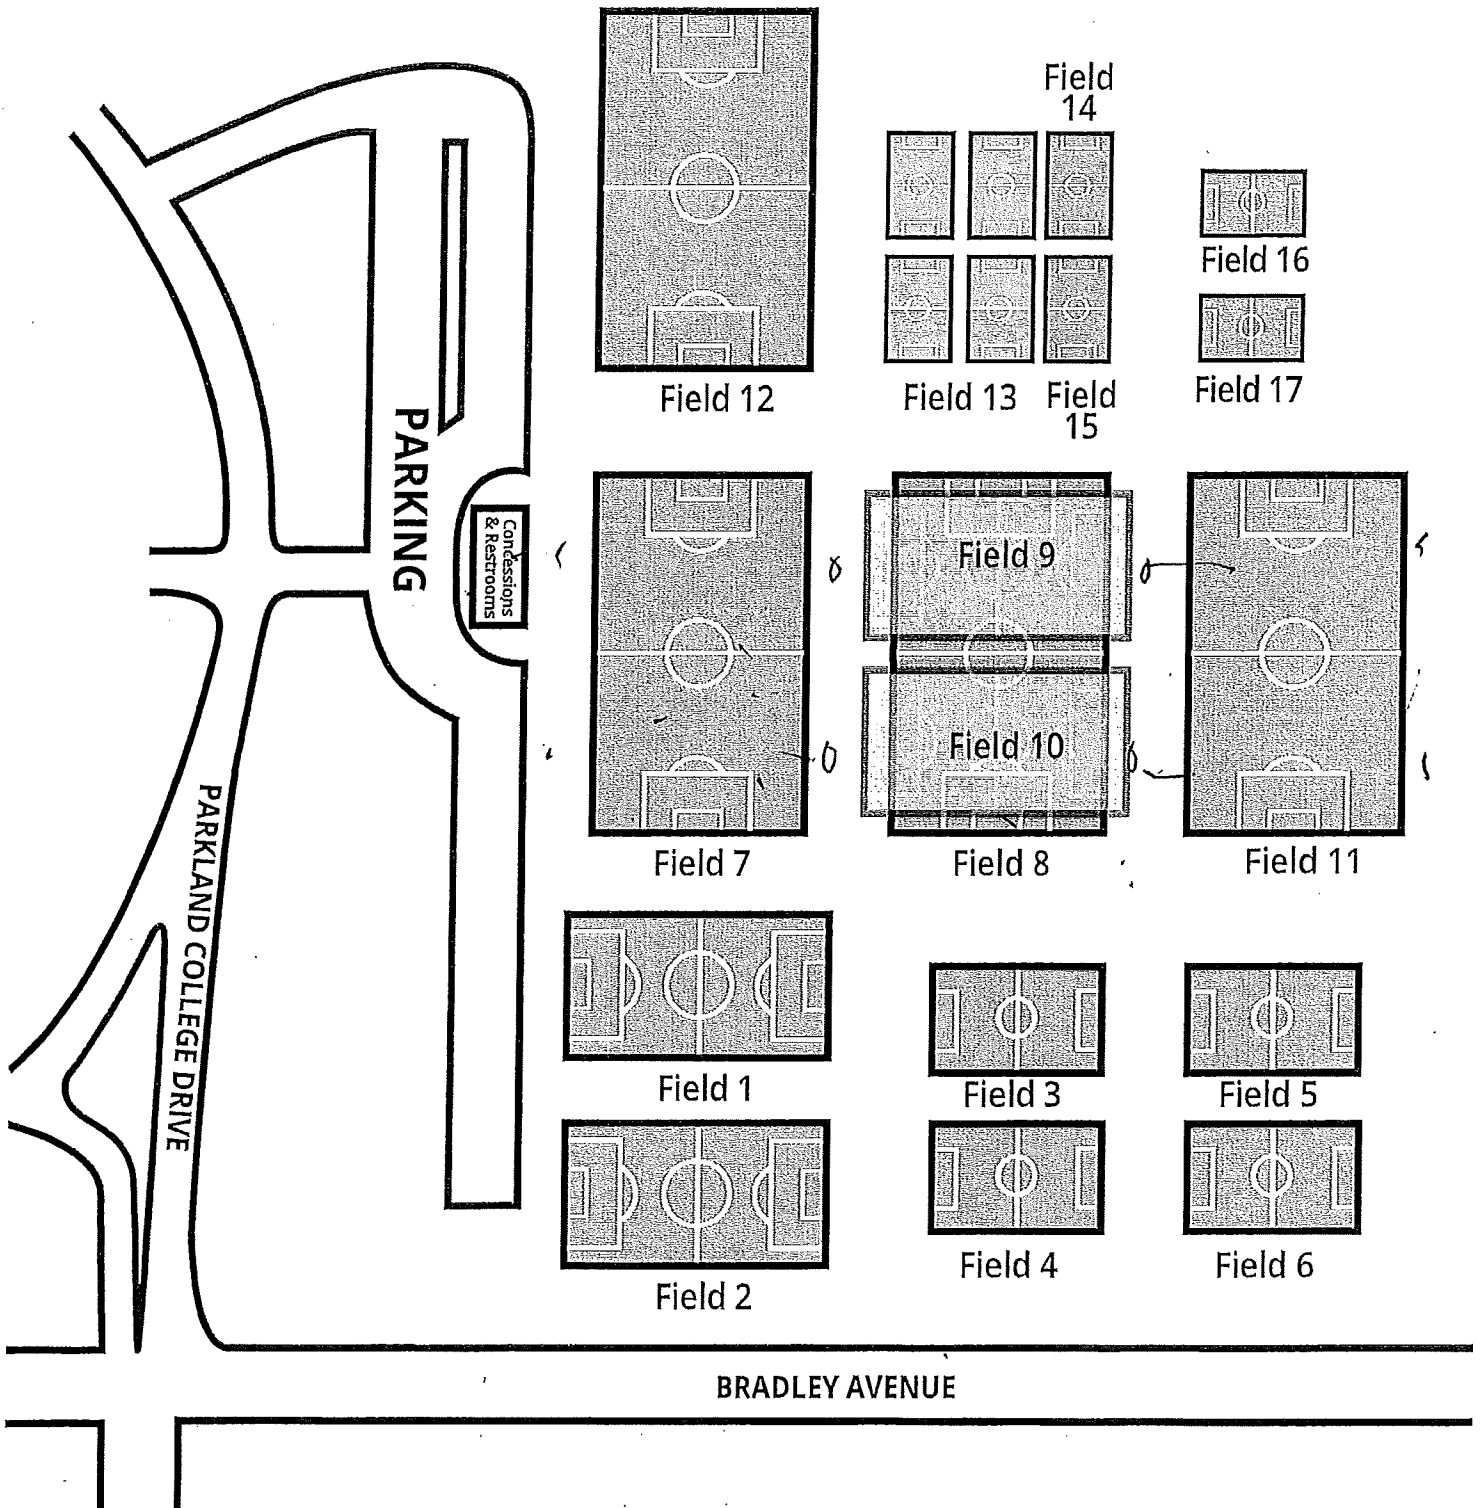 Field
14
Field 16
Field 12
Field 13
Field
15
Field 17
PARKING
Concessions
& Restrooms
Field 9
Field 10
Field 7
Field 8
Field 11
PARKLAND COLLEGE DRIVE
Field 1
Field 3
Field 5
Field 2
Field 4
Field 6
BRADLEY AVENUE